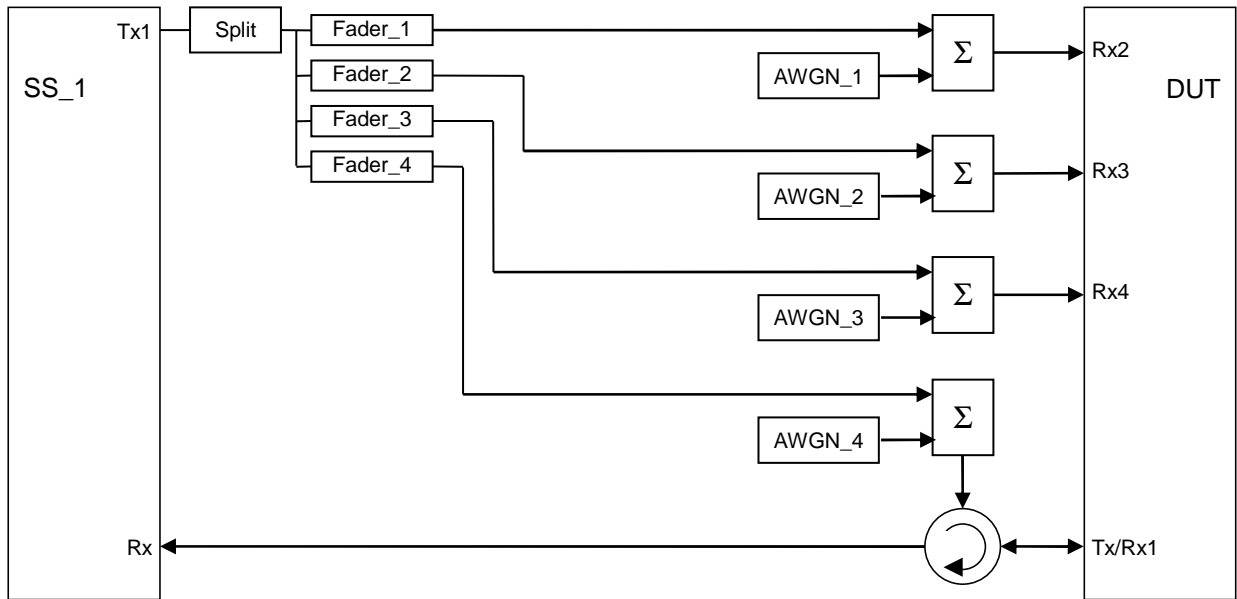 Tx1
Split
Fader_1
Σ
Rx2
SS_1
Fader_2
AWGN_1
DUT
Fader_3
Fader_4
Σ
Rx3
AWGN_2
Σ
Rx4
AWGN_3
Σ
AWGN_4
Rx
Tx/Rx1